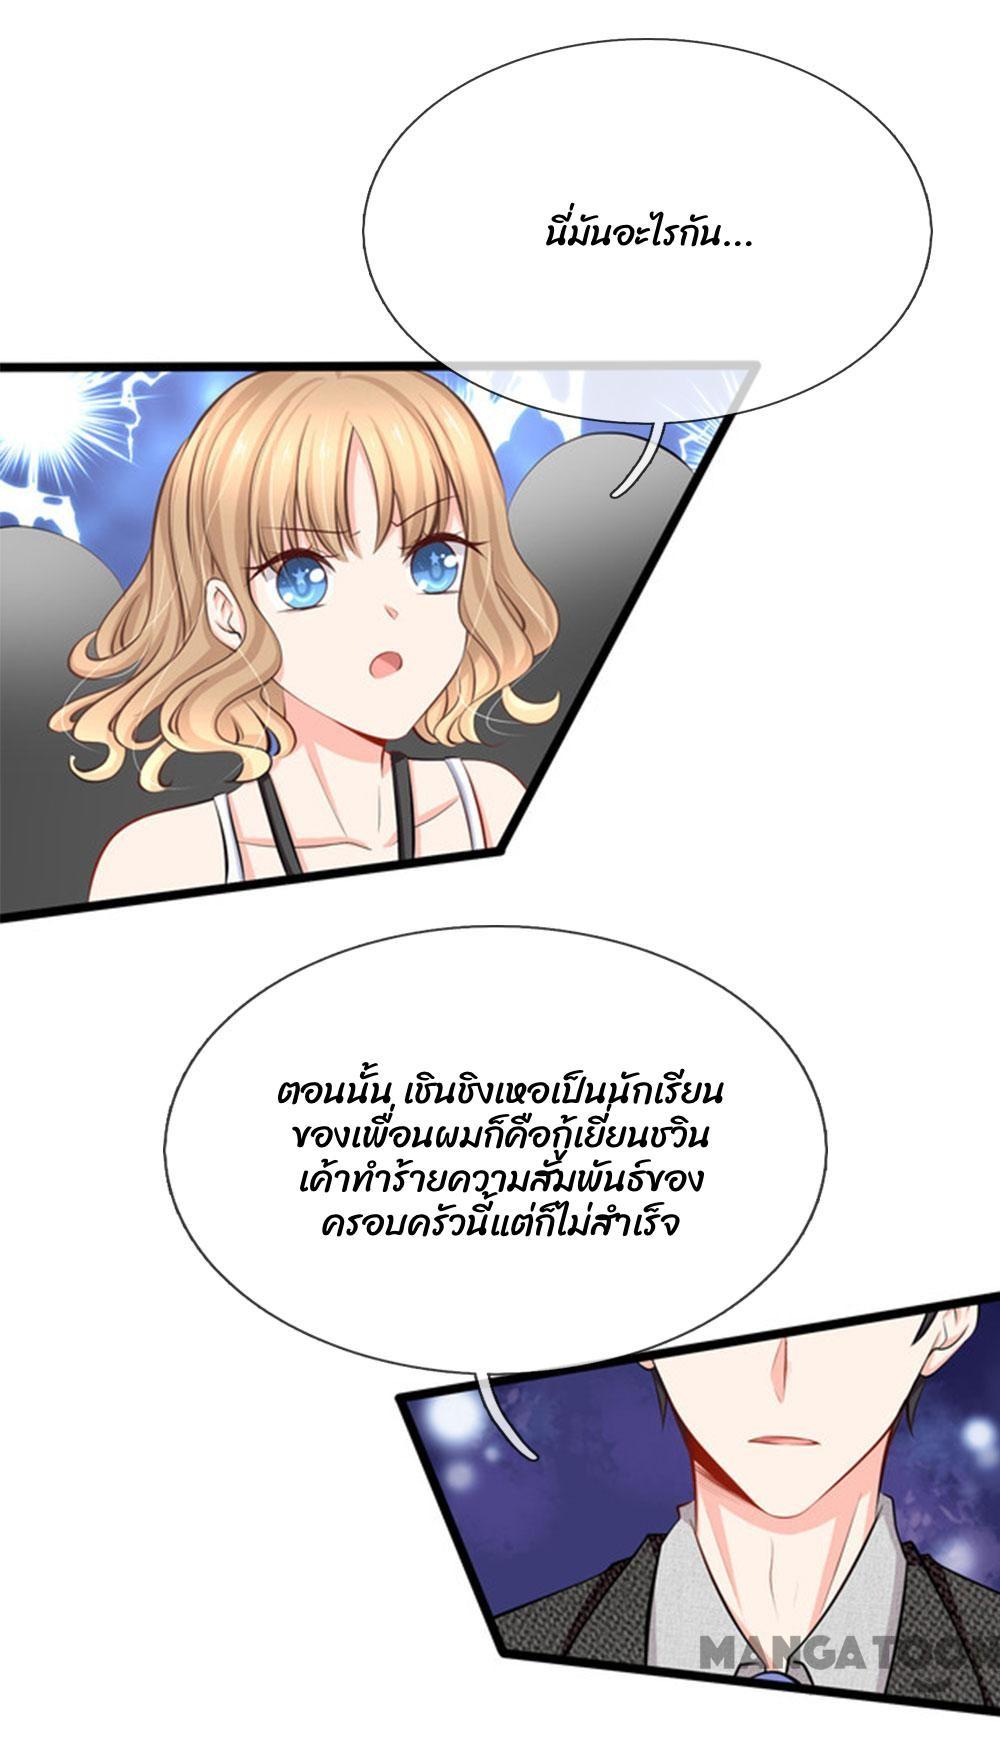 นี่มันอะไรกัน...
ตอนนั้น เชินชิงเหอเป็นนักเรียน
ของเพื่อนผมก็คือกู้เยี่ยนชวิน
เค้าทำร้ายความสัมพันธ์ของ
ครอบครัวนี้แต่ก็ไม่สำเร็จ
MANGATOON